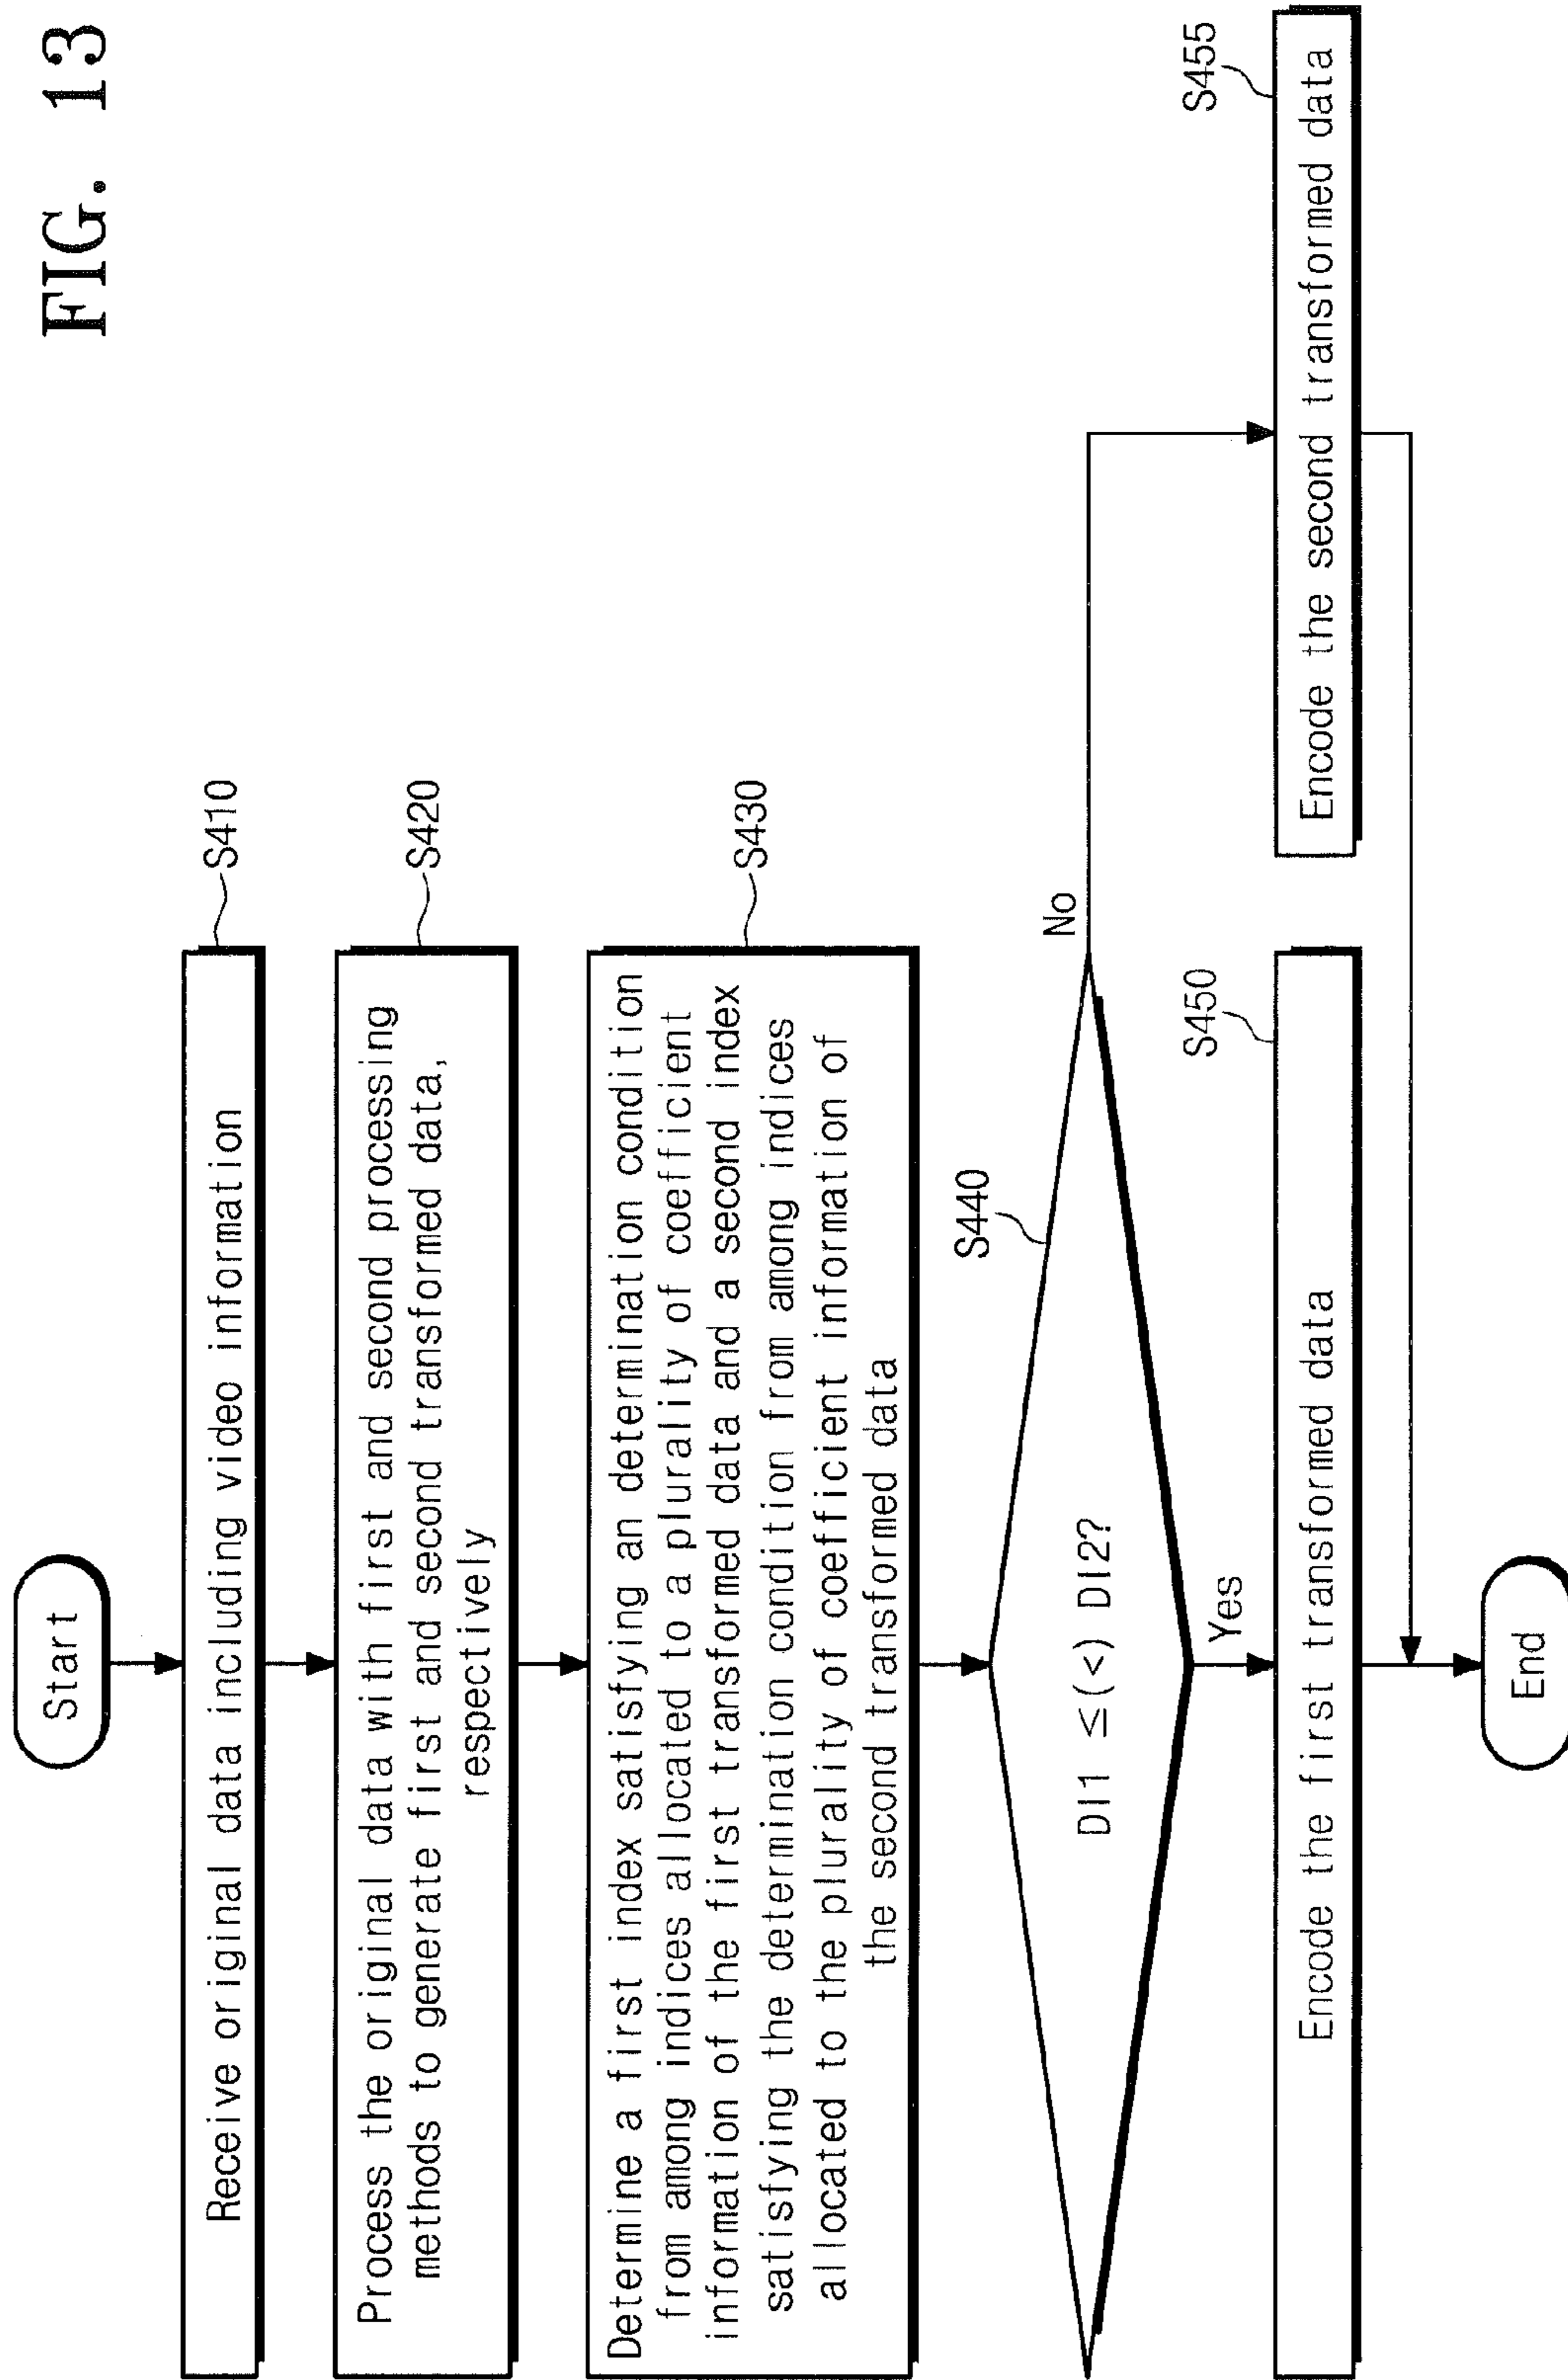 FIG. 13
Start
Receive original data including video information
S410
Process the original data with first and second processing
methods to generate first and second transformed data,
respectively
S420
Determine a first index satisfying an determination condition
from among indices allocated to a plurality of coefficient
information of the first transformed data and a second index
satisfying the determination condition from among indices
allocated to the plurality of coefficient information of
the second transformed data
S430
S440
DI1 ≤(<) DI2?
No
Yes
S450
Encode the first transformed data
S455
Encode the second transformed data
End